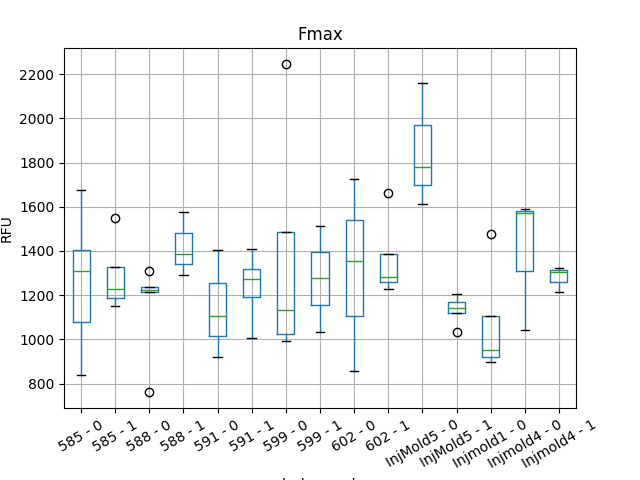 Fmax
RFU
2200
2000
1800
1600
1400
1200
1000
800
585 - 0
585 - 1
588 - 0
588 - 1
591 - 0
591 - 1
599 - 0
599 - 1
602 - 0
602 - 1
InjMold5 - 0
InjMold5 - 1
Injmold1 - 0
Injmold4 - 0
Injmold4 - 1